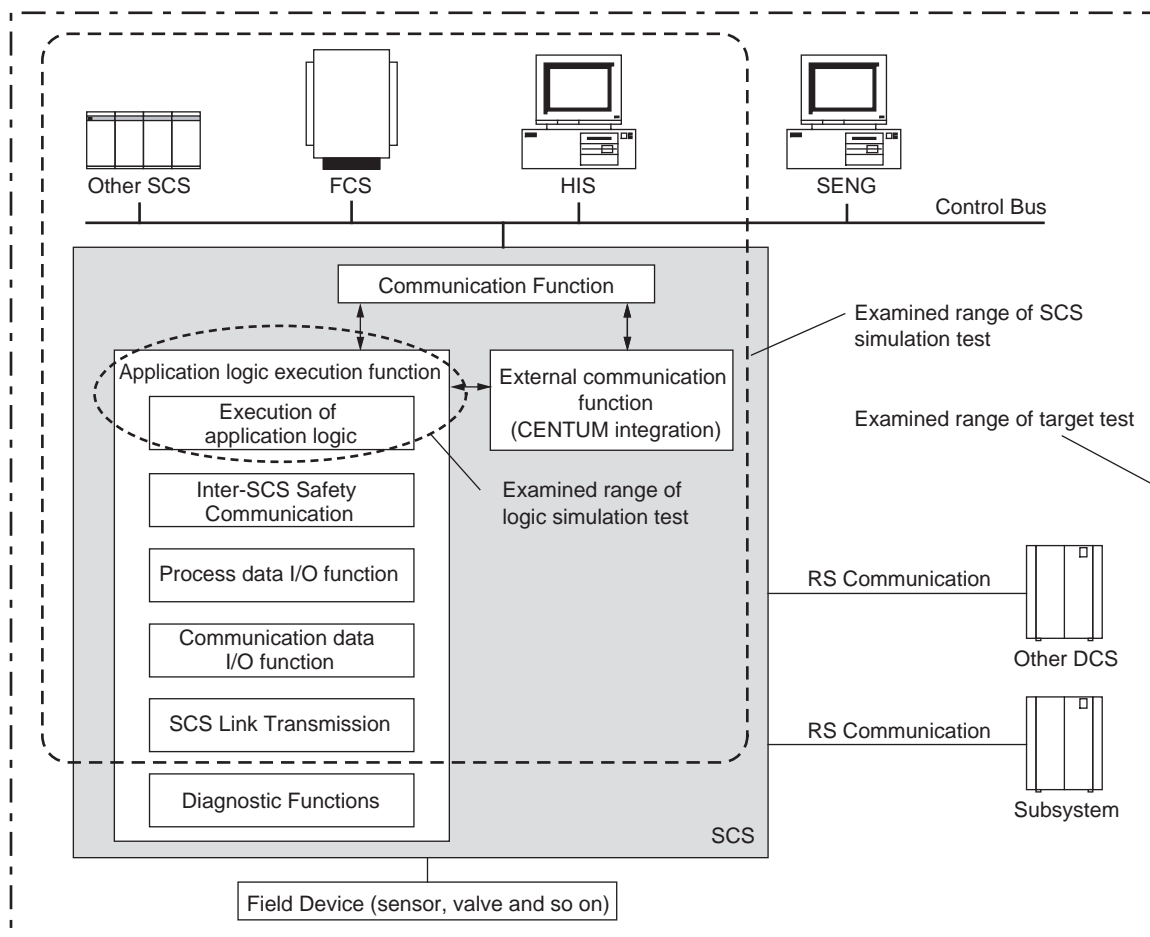 Other SCS
FCS
HIS
SENG
Control Bus
Communication Function
Application logic execution function
Execution of
application logic
External communication
function
(CENTUM integration)
Examined range of SCS
simulation test
Examined range of target test
Inter-SCS Safety
Communication
Examined range of
logic simulation test
Process data I/O function
RS Communication
Communication data
I/O function
Other DCS
SCS Link Transmission
RS Communication
Diagnostic Functions
Subsystem
SCS
Field Device (sensor, valve and so on)